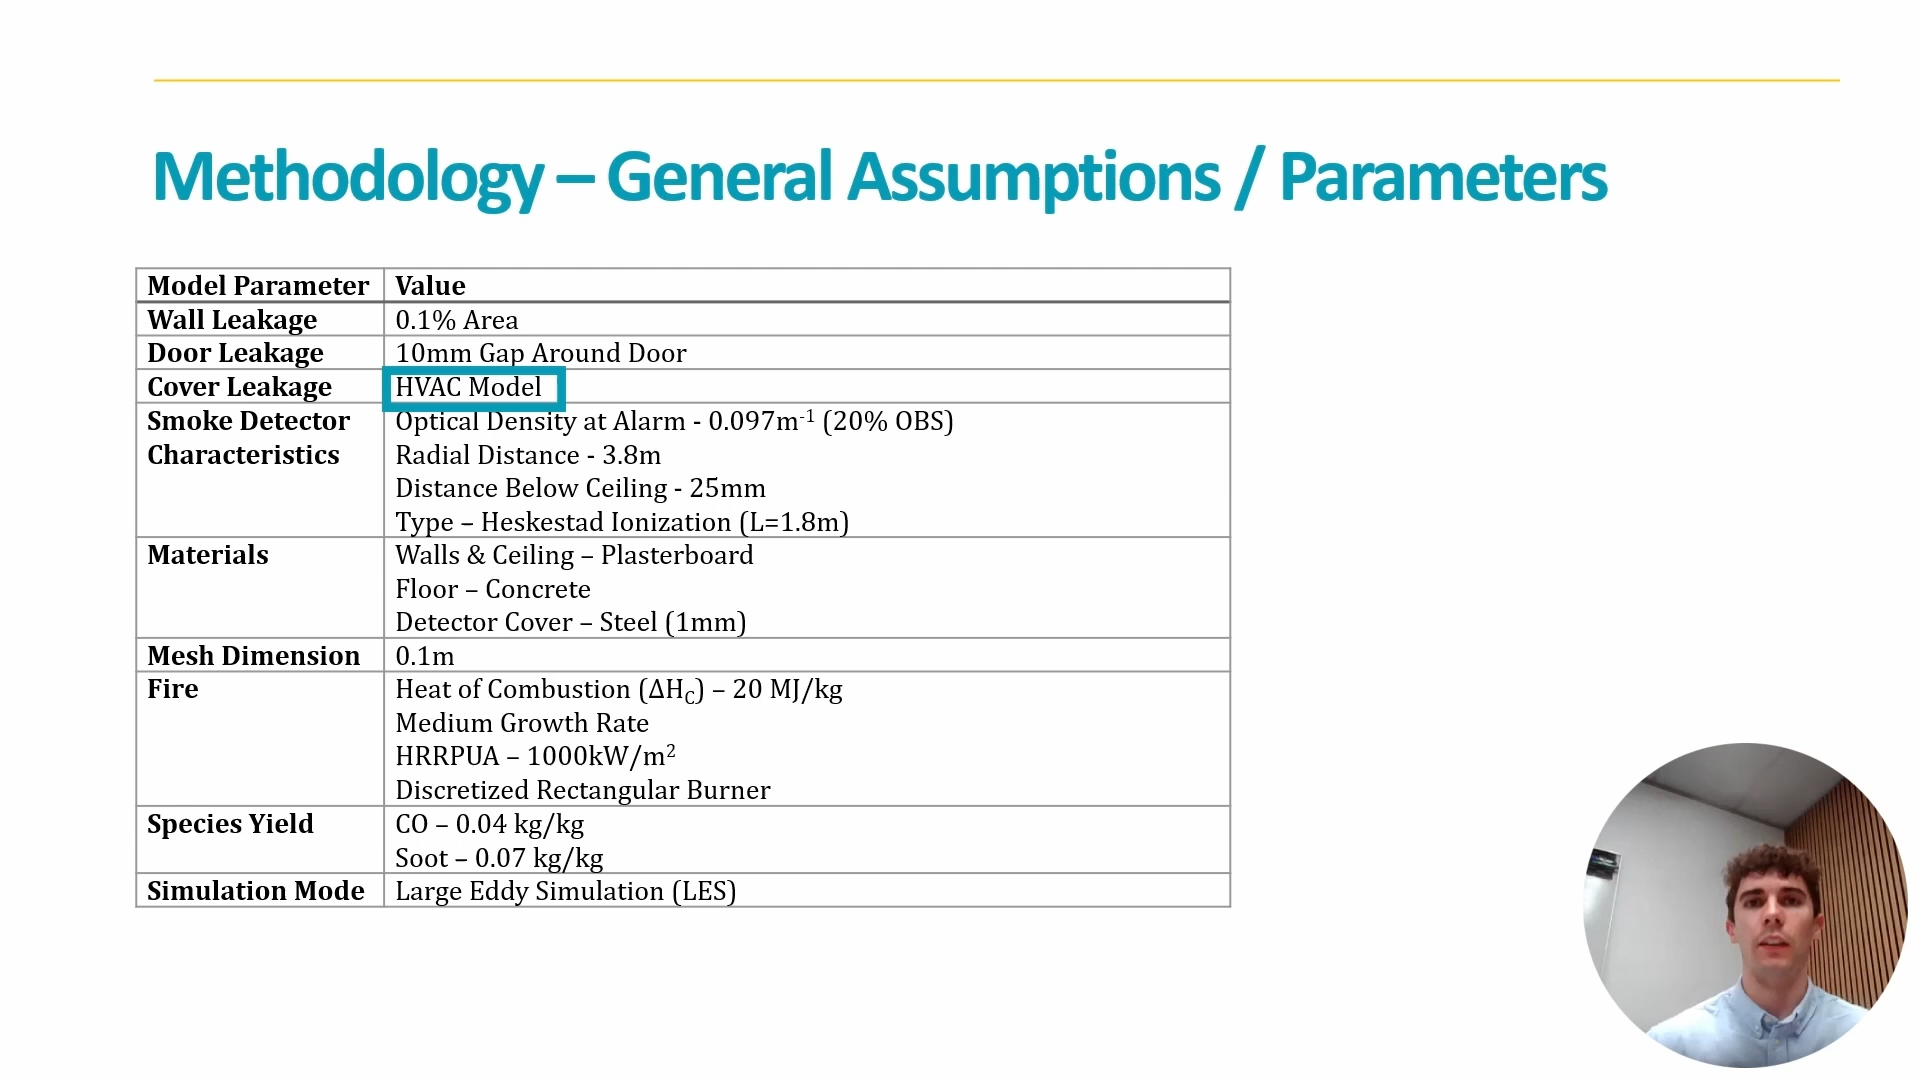 Methodology – General Assumptions / Parameters
Model Parameter Value
Wall Leakage 0.1% Area
Door Leakage 10mm Gap Around Door
Cover Leakage HVAC Model
Smoke Detector Optical Density at Alarm - 0.097m⁻¹ (20% OBS)
Characteristics Radial Distance - 3.8m
Distance Below Ceiling - 25mm
Type – Heskestad Ionization (L=1.8m)
Materials Walls & Ceiling – Plasterboard
Floor – Concrete
Detector Cover – Steel (1mm)
Mesh Dimension 0.1m
Fire Heat of Combustion (ΔH_C) – 20 MJ/kg
Medium Growth Rate
HRRPUA – 1000kW/m²
Discretized Rectangular Burner
Species Yield CO – 0.04 kg/kg
Soot – 0.07 kg/kg
Simulation Mode Large Eddy Simulation (LES)